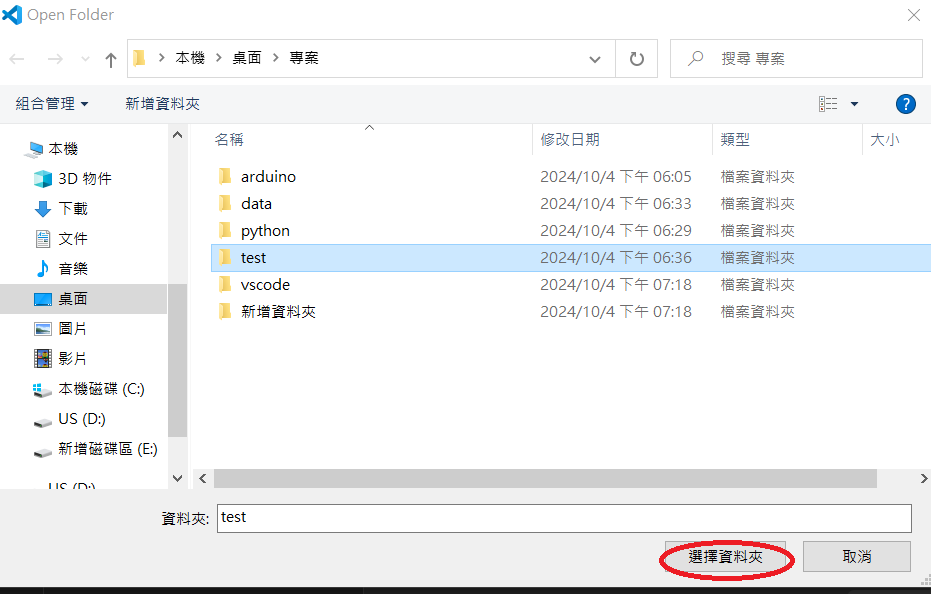 Open Folder
本機 桌面 專案
搜尋 專案
組合管理 新增資料夾
?
名稱 修改日期 類型 大小
本機
3D 物件
下載
文件
音樂
桌面
圖片
影片
本機磁碟 (C:)
US (D:)
新增磁碟區 (E:)
US (D:)
arduino 2024/10/4 下午 06:05 檔案資料夾
data 2024/10/4 下午 06:33 檔案資料夾
python 2024/10/4 下午 06:29 檔案資料夾
test 2024/10/4 下午 06:36 檔案資料夾
vscode 2024/10/4 下午 07:18 檔案資料夾
新增資料夾 2024/10/4 下午 07:18 檔案資料夾
資料夾: test
選擇資料夾 取消